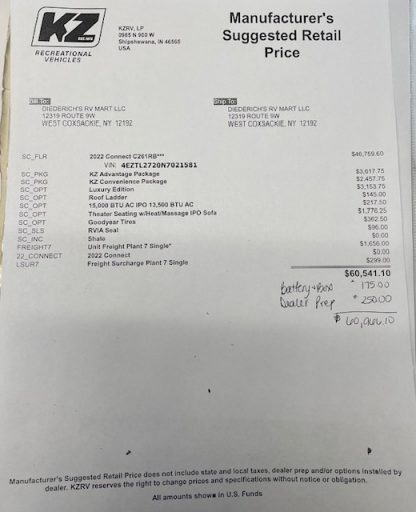 KZ
RECREATIONAL
VEHICLES
KZRV, LP
0985 N 900 W
Shipshewana, IN 46565
USA
Manufacturer's
Suggested Retail
Price
Bill To:
DIEDERICH'S RV MART LLC
12319 ROUTE 9W
WEST COXSACKIE, NY 12192
Ship To:
DIEDERICH'S RV MART LLC
12319 ROUTE 9W
WEST COXSACKIE, NY 12192
SC_FLR 2022 Connect C261RB*** $46,759.60
VIN: 4EZTL2720N7021581
SC_PKG KZ Advantage Package $3,617.75
SC_PKG KZ Convenience Package $2,457.75
SC_OPT Luxury Edition $3,153.75
SC_OPT Roof Ladder $145.00
SC_OPT 15,000 BTU AC IPO 13,500 BTU AC $217.50
SC_OPT Theater Seating w/Heat/Massage IPO Sofa $1,776.25
SC_OPT Goodyear Tires $362.50
SC_SLS RVIA Seal $96.00
SC_INC Shale $0.00
FREIGHT7 Unit Freight Plant 7 Single* $1,656.00
22_CONNECT 2022 Connect $0.00
LSUR7 Freight Surcharge Plant 7 Single $299.00
$60,541.10
Battery + Box + 175.00
Dealer Prep + 250.00
$ 60,966.10
Manufacturer's Suggested Retail Price does not include state and local taxes, dealer prep and/or options installed by
dealer. KZRV reserves the right to change prices and specifications without notice or obligation.
All amounts shown in U.S. Funds